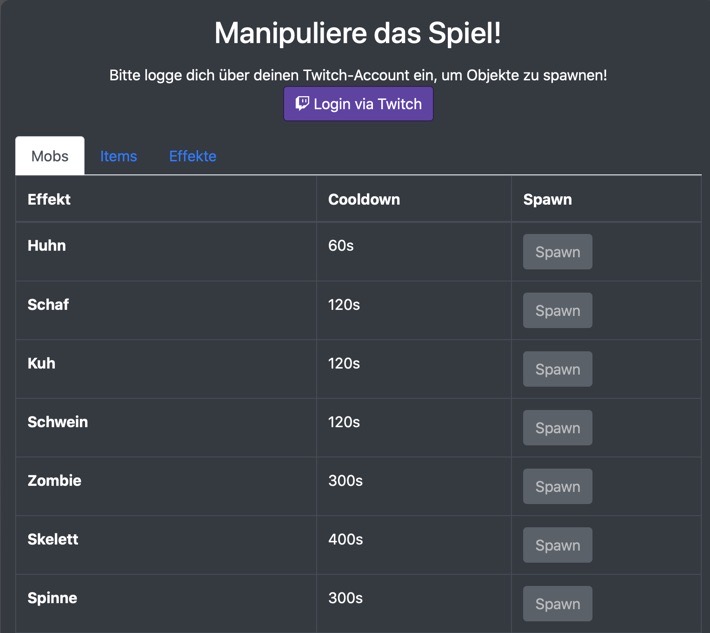 Manipuliere das Spiel!
Bitte logge dich über deinen Twitch-Account ein, um Objekte zu spawnen!
Login via Twitch
Mobs Items Effekte
Effekt Cooldown Spawn
Huhn 60s Spawn
Schaf 120s Spawn
Kuh 120s Spawn
Schwein 120s Spawn
Zombie 300s Spawn
Skelett 400s Spawn
Spinne 300s Spawn